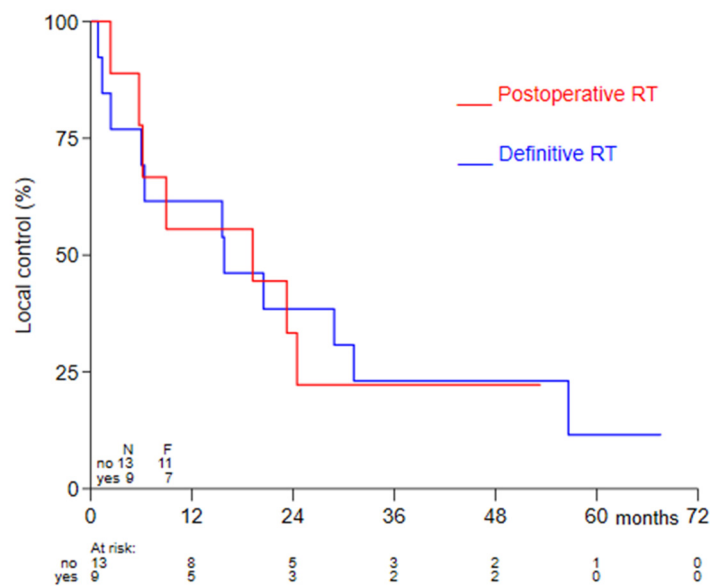 Local control (%)
100
75
50
25
0
Postoperative RT
Definitive RT
N F
no 13 11
yes 9 7
0 12 24 36 48 60 months 72
At risk:
no 13 8 5 3 2 1 0
yes 9 5 3 2 2 0 0